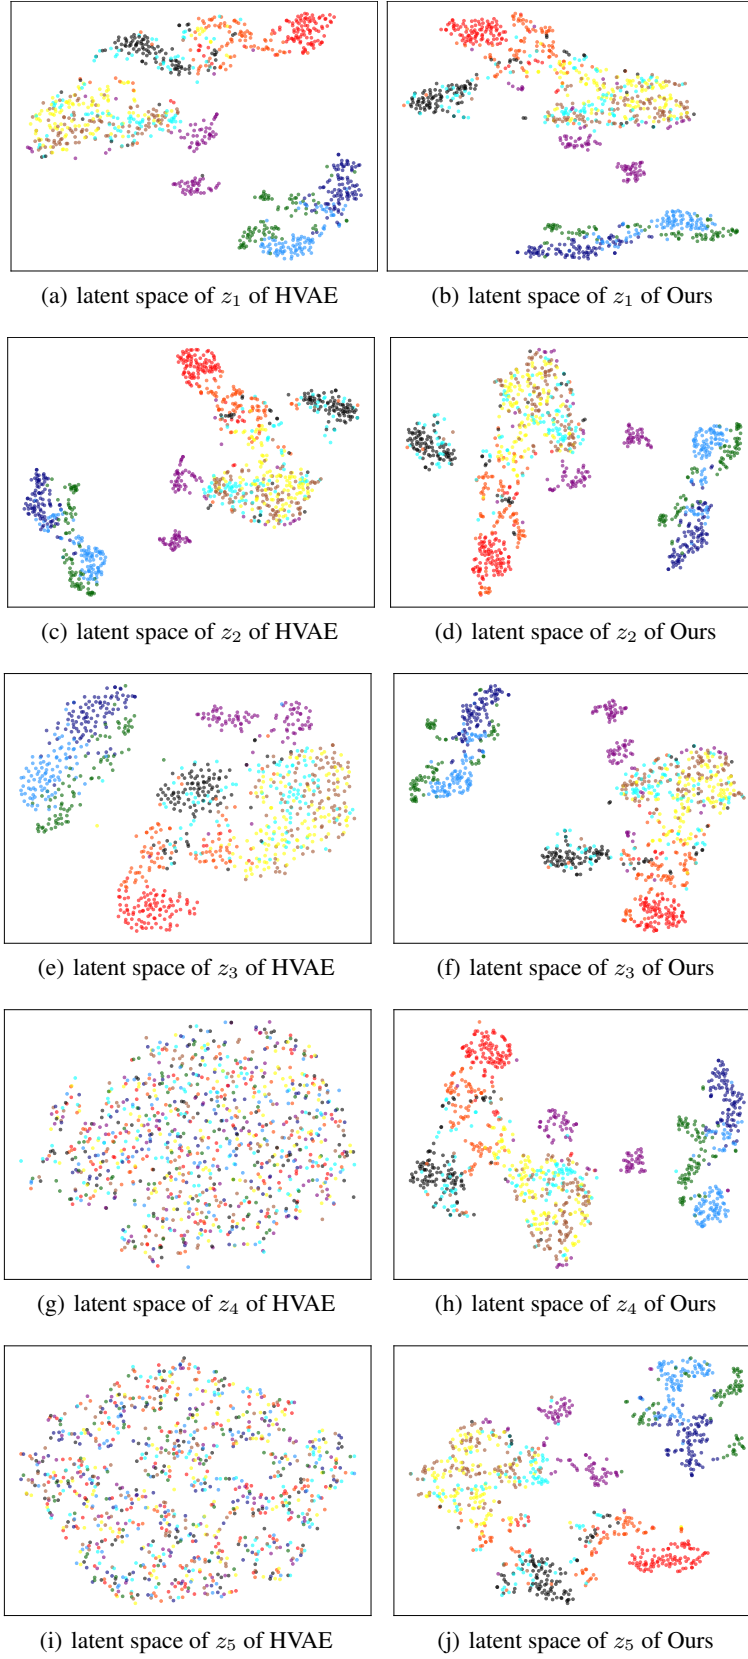 (a) latent space of z₁ of HVAE
(b) latent space of z₁ of Ours
(c) latent space of z₂ of HVAE
(d) latent space of z₂ of Ours
(e) latent space of z₃ of HVAE
(f) latent space of z₃ of Ours
(g) latent space of z₄ of HVAE
(h) latent space of z₄ of Ours
(i) latent space of z₅ of HVAE
(j) latent space of z₅ of Ours